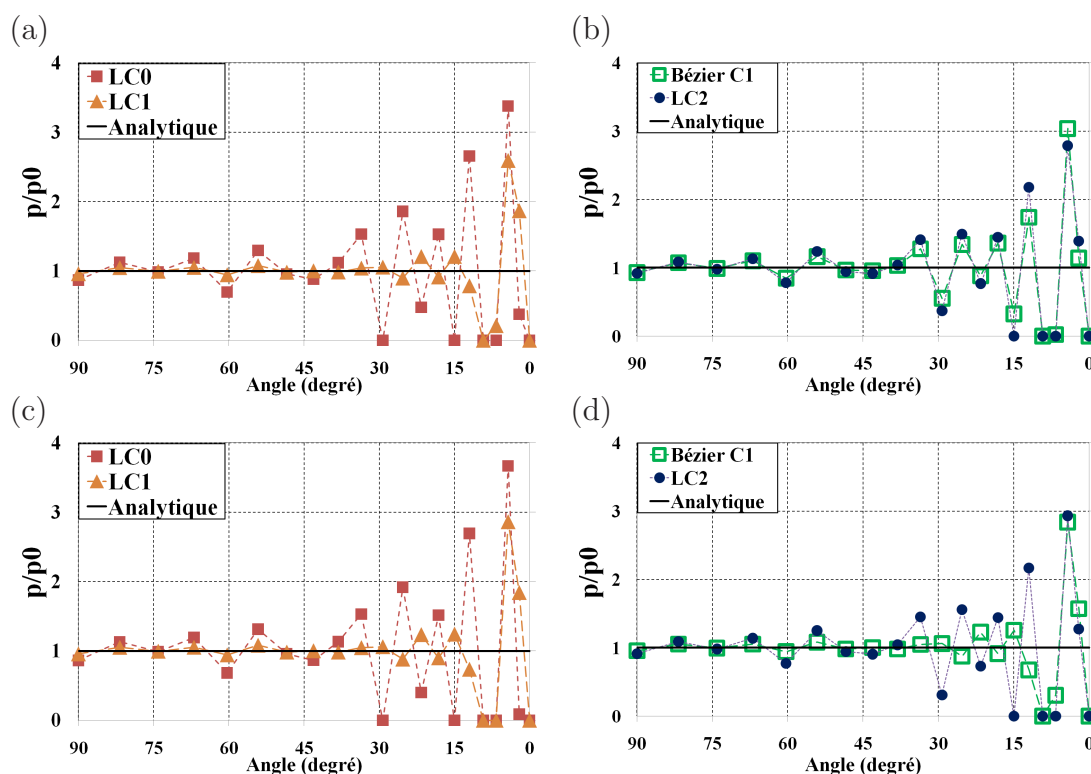 (a)
4
3
2
1
0
p/p0
LC0
LC1
Analytique
90 75 60 45 30 15 0
Angle (degré)
(b)
4
3
2
1
0
p/p0
Bézier C1
LC2
Analytique
90 75 60 45 30 15 0
Angle (degré)
(c)
4
3
2
1
0
p/p0
LC0
LC1
Analytique
90 75 60 45 30 15 0
Angle (degré)
(d)
4
3
2
1
0
p/p0
Bézier C1
LC2
Analytique
90 75 60 45 30 15 0
Angle (degré)